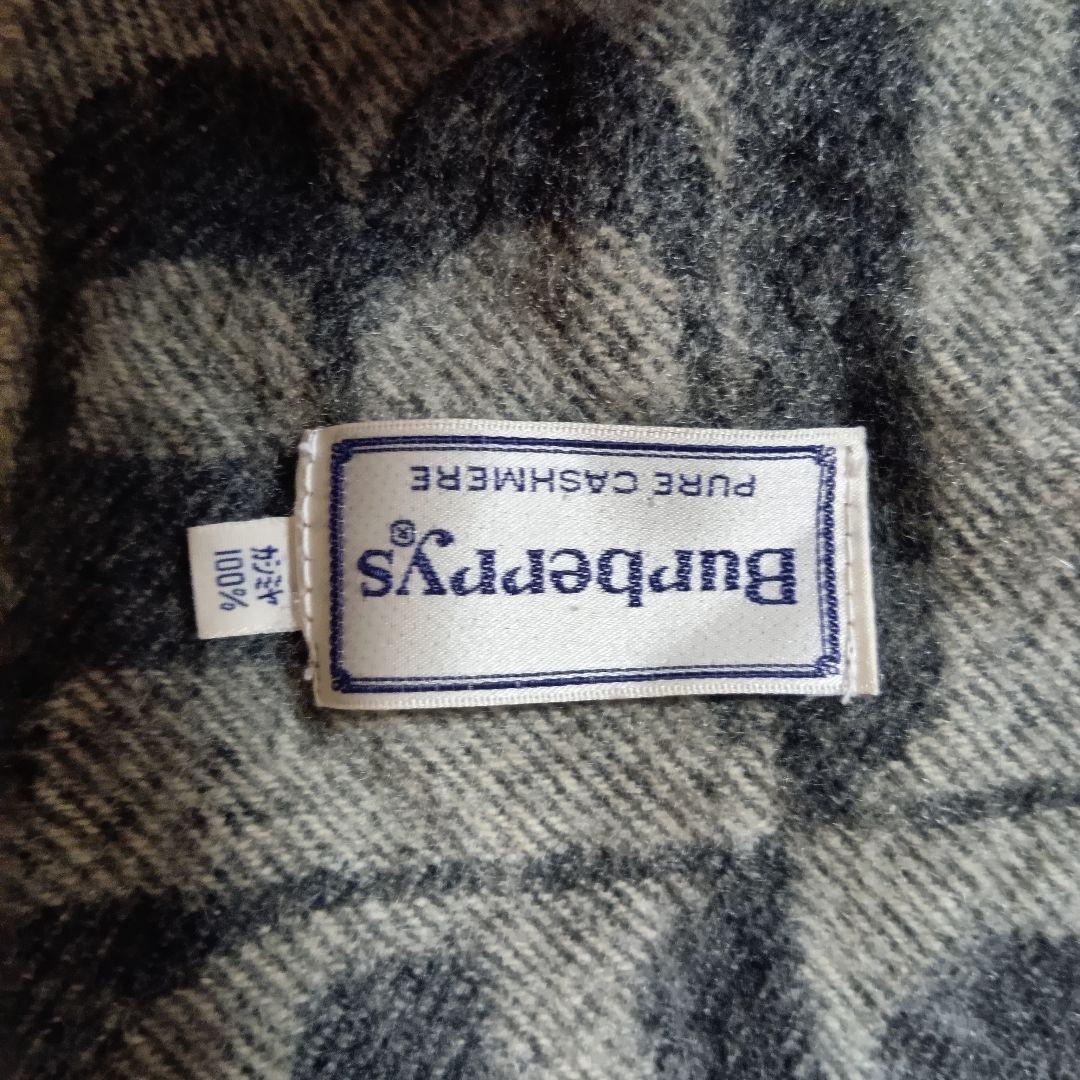 Burberrys®
PURE CASHMERE
カシミヤ
100%